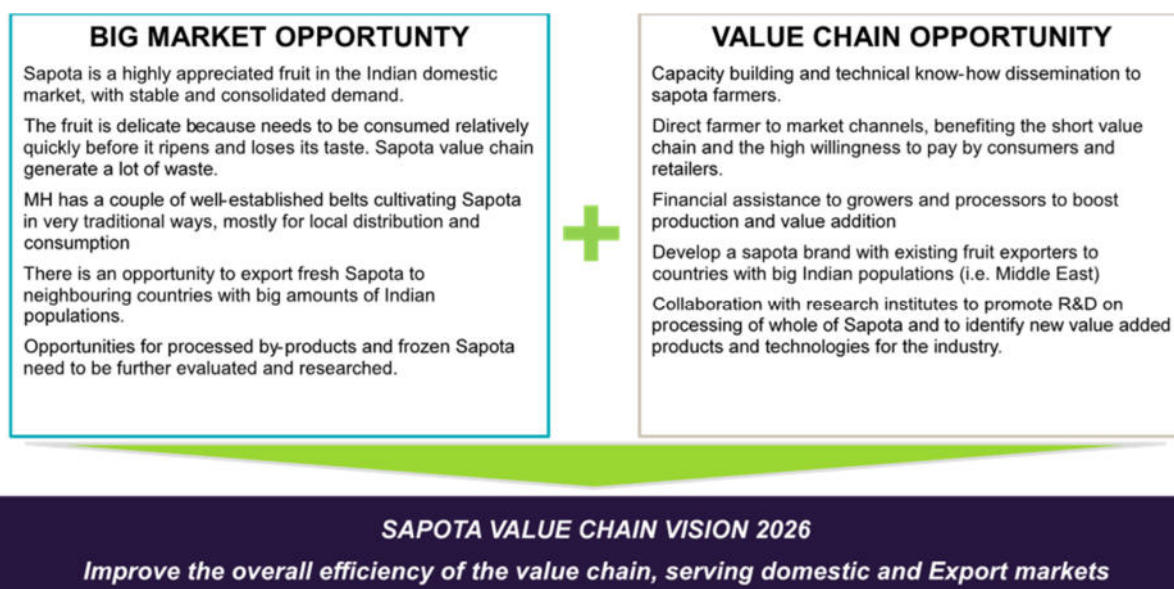 BIG MARKET OPPORTUNTY
Sapota is a highly appreciated fruit in the Indian domestic
market, with stable and consolidated demand.
The fruit is delicate because needs to be consumed relatively
quickly before it ripens and loses its taste. Sapota value chain
generate a lot of waste.
MH has a couple of well-established belts cultivating Sapota
in very traditional ways, mostly for local distribution and
consumption
There is an opportunity to export fresh Sapota to
neighbouring countries with big amounts of Indian
populations.
Opportunities for processed by-products and frozen Sapota
need to be further evaluated and researched.
VALUE CHAIN OPPORTUNITY
Capacity building and technical know-how dissemination to
sapota farmers.
Direct farmer to market channels, benefiting the short value
chain and the high willingness to pay by consumers and
retailers.
Financial assistance to growers and processors to boost
production and value addition
Develop a sapota brand with existing fruit exporters to
countries with big Indian populations (i.e. Middle East)
Collaboration with research institutes to promote R&D on
processing of whole of Sapota and to identify new value added
products and technologies for the industry.
SAPOTA VALUE CHAIN VISION 2026
Improve the overall efficiency of the value chain, serving domestic and Export markets